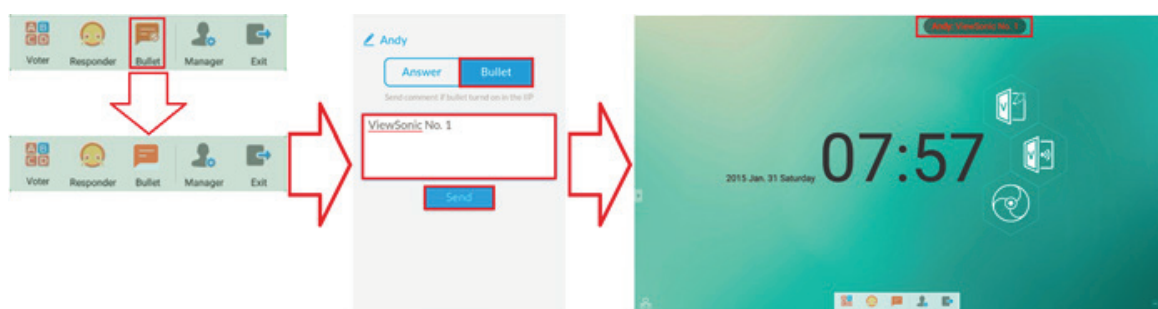 Voter Responder Bullet Manager Exit
Voter Responder Bullet Manager Exit
Andy
Answer Bullet
Send comment if bullet turnd on in the IIP
ViewSonic No. 1
Send
Andy: ViewSonic No. 1
2015 Jan. 31 Saturday 07:57